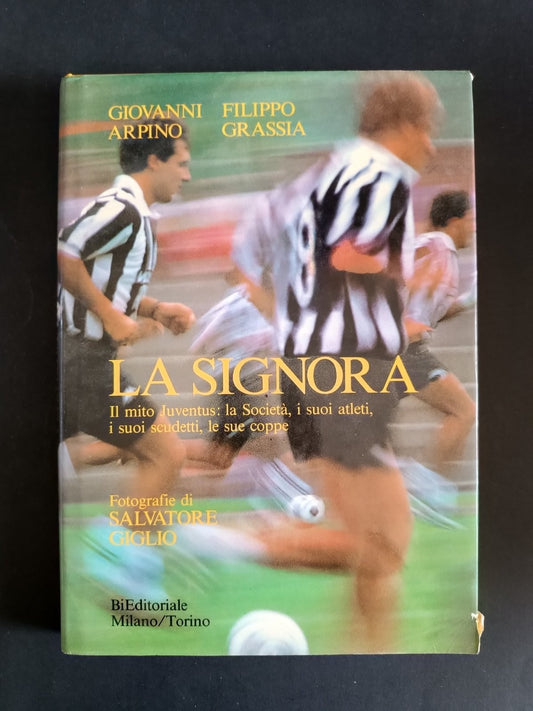 GIOVANNI FILIPPO
ARPINO GRASSIA
LA SIGNORA
Il mito Juventus: la Società, i suoi atleti,
i suoi scudetti, le sue coppe
Fotografie di
SALVATORE
GIGLIO
BiEditoriale
Milano/Torino